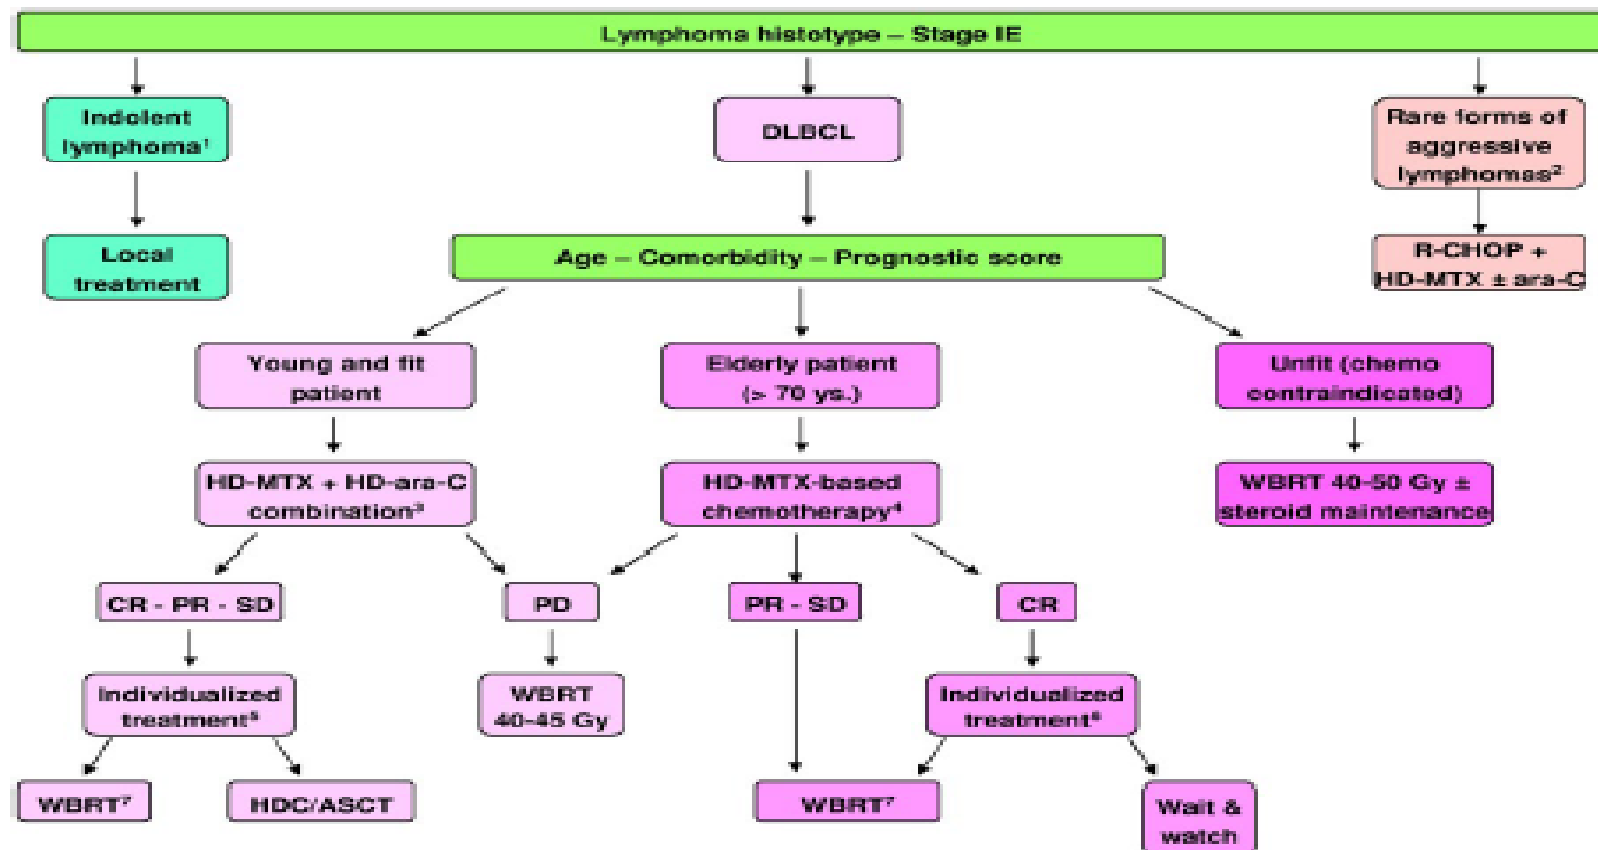 Lymphoma histotype – Stage IE
Indolent
lymphoma¹
DLBCL
Rare forms of
aggressive
lymphomas²
Local
treatment
Age – Comorbidity – Prognostic score
R-CHOP +
HD-MTX ± ara-C
Young and fit
patient
Elderly patient
(> 70 ys.)
Unfit (chemo
contraindicated)
HD-MTX + HD-ara-C
combination³
HD-MTX-based
chemotherapy⁴
WBRT 40-50 Gy ±
steroid maintenance
CR - PR - SD
PD
PR - SD
CR
Individualized
treatment⁵
WBRT
40-45 Gy
Individualized
treatment⁶
WBRT⁷
HDC/ASCT
WBRT⁷
Wait &
watch